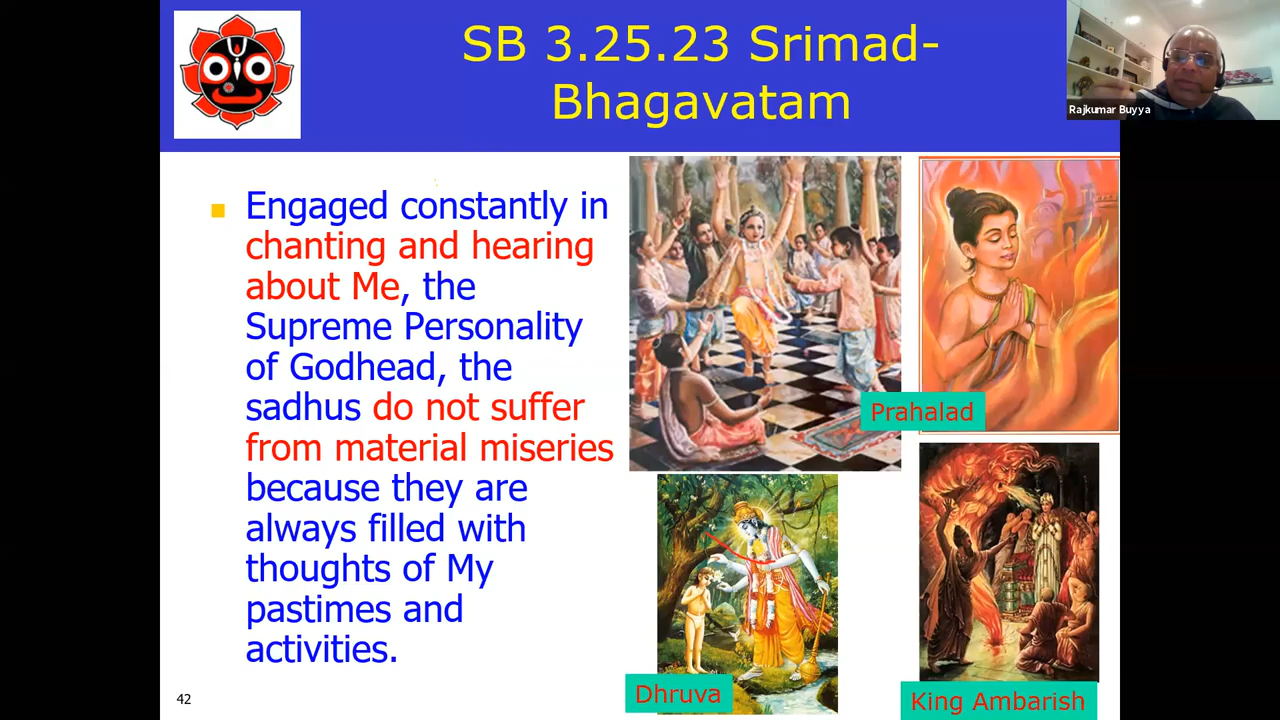 SB 3.25.23 Srimad-
Bhagavatam
Rajkumar Buyya
Engaged constantly in
chanting and hearing
about Me, the
Supreme Personality
of Godhead, the
sadhus do not suffer
from material miseries
because they are
always filled with
thoughts of My
pastimes and
activities.
Prahalad
Dhruva
King Ambarish
42